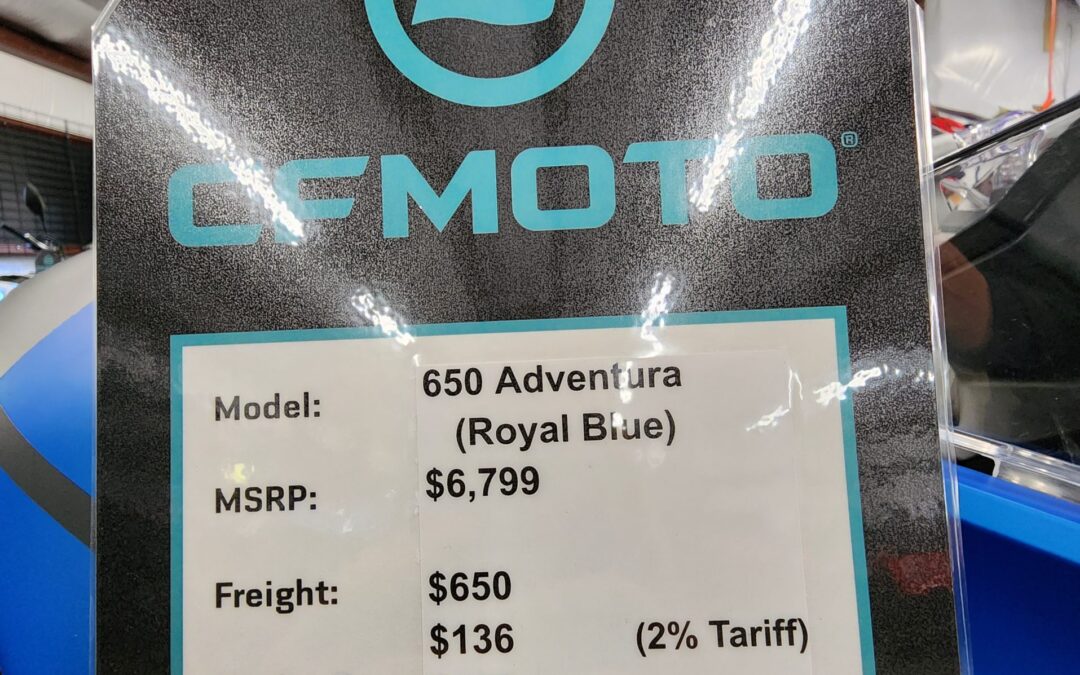 CFMOTO®
Model: 650 Adventura
(Royal Blue)
MSRP: $6,799
Freight: $650
$136 (2% Tariff)